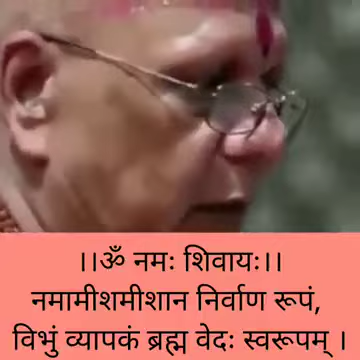 ।।ॐ नमः शिवायः।।
नमामीशमीशान निर्वाण रूपं,
विभुं व्यापकं ब्रह्म वेदः स्वरूपम् ।